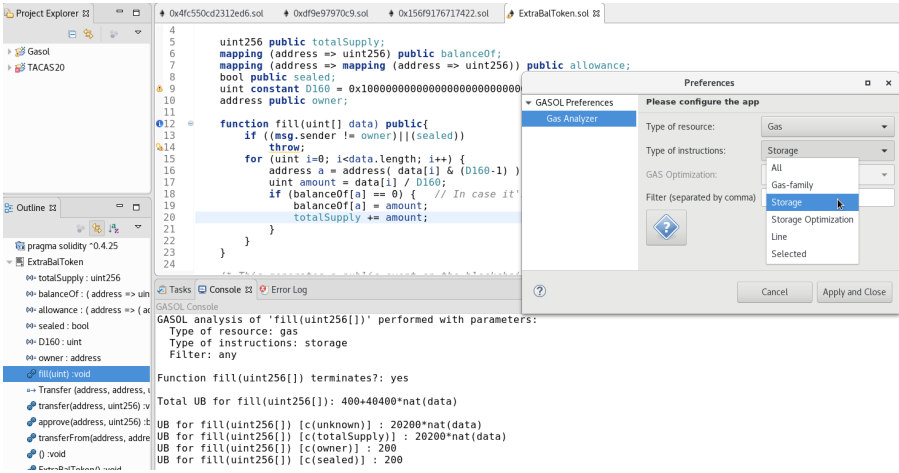 Project Explorer
Gasol
TACAS20
Outline
pragma solidity ^0.4.25
ExtraBalToken
totalSupply : uint256
balanceOf : ( address => uin
allowance : ( address => ( ad
sealed : bool
D160 : uint
owner : address
fill(uint) :void
Transfer (address, address, u
transfer(address, uint256) :v
approve(address, uint256) :b
transferFrom(address, addre
() :void
ExtraBalToken() :void
0x4fc550cd2312ed6.sol
0xdf9e97970c9.sol
0x156f9176717422.sol
ExtraBalToken.sol
4
5 uint256 public totalSupply;
6 mapping (address => uint256) public balanceOf;
7 mapping (address => mapping (address => uint256)) public allowance;
8 bool public sealed;
9 uint constant D160 = 0x10000000000000000000000
10 address public owner;
11
12 function fill(uint[] data) public{
13 if ((msg.sender != owner)||(sealed))
14 throw;
15 for (uint i=0; i<data.length; i++) {
16 address a = address( data[i] & (D160-1) )
17 uint amount = data[i] / D160;
18 if (balanceOf[a] == 0) { // In case it'
19 balanceOf[a] = amount;
20 totalSupply += amount;
21 }
22 }
23 }
24
Preferences
GASOL Preferences
Gas Analyzer
Please configure the app
Type of resource:
Gas
Type of instructions:
Storage
GAS Optimization:
Filter (separated by comma)
All
Gas-family
Storage
Storage Optimization
Line
Selected
Cancel
Apply and Close
Tasks
Console
Error Log
GASOL Console
GASOL analysis of 'fill(uint256[])' performed with parameters:
Type of resource: gas
Type of instructions: storage
Filter: any
Function fill(uint256[]) terminates?: yes
Total UB for fill(uint256[]): 400+40400*nat(data)
UB for fill(uint256[]) [c(unknown)] : 20200*nat(data)
UB for fill(uint256[]) [c(totalSupply)] : 20200*nat(data)
UB for fill(uint256[]) [c(owner)] : 200
UB for fill(uint256[]) [c(sealed)] : 200